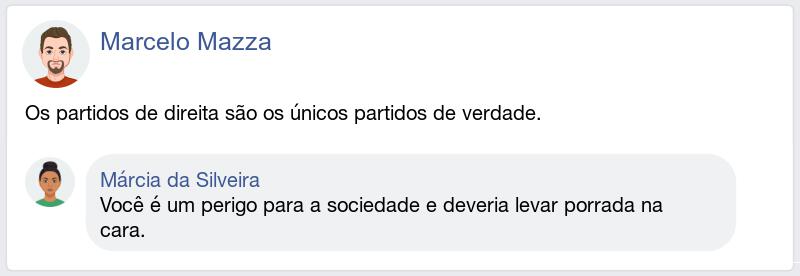 Marcelo Mazza
Os partidos de direita são os únicos partidos de verdade.
Márcia da Silveira
Você é um perigo para a sociedade e deveria levar porrada na
cara.